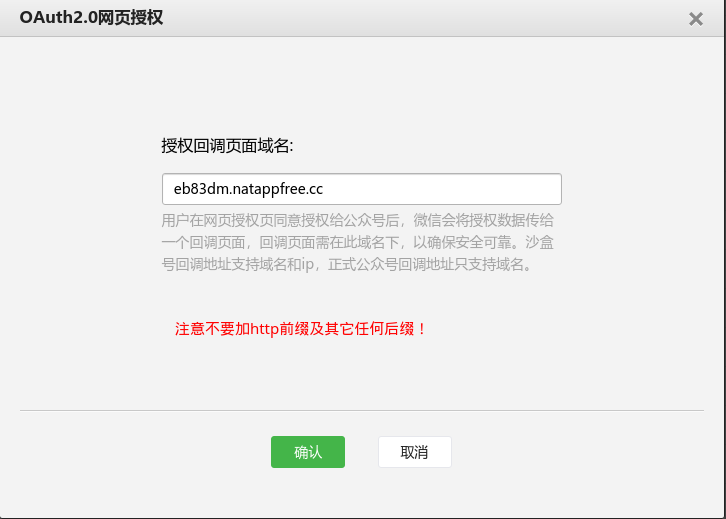 OAuth2.0网页授权
授权回调页面域名:
eb83dm.natappfree.cc
用户在网页授权页同意授权给公众号后，微信会将授权数据传给
一个回调页面，回调页面需在此域名下，以确保安全可靠。沙盒
号回调地址支持域名和ip，正式公众号回调地址只支持域名。
注意不要加http前缀及其它任何后缀！
确认
取消